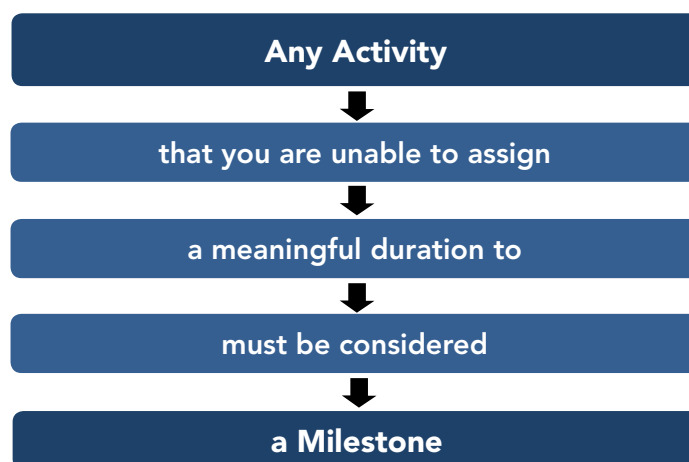 Any Activity
that you are unable to assign
a meaningful duration to
must be considered
a Milestone